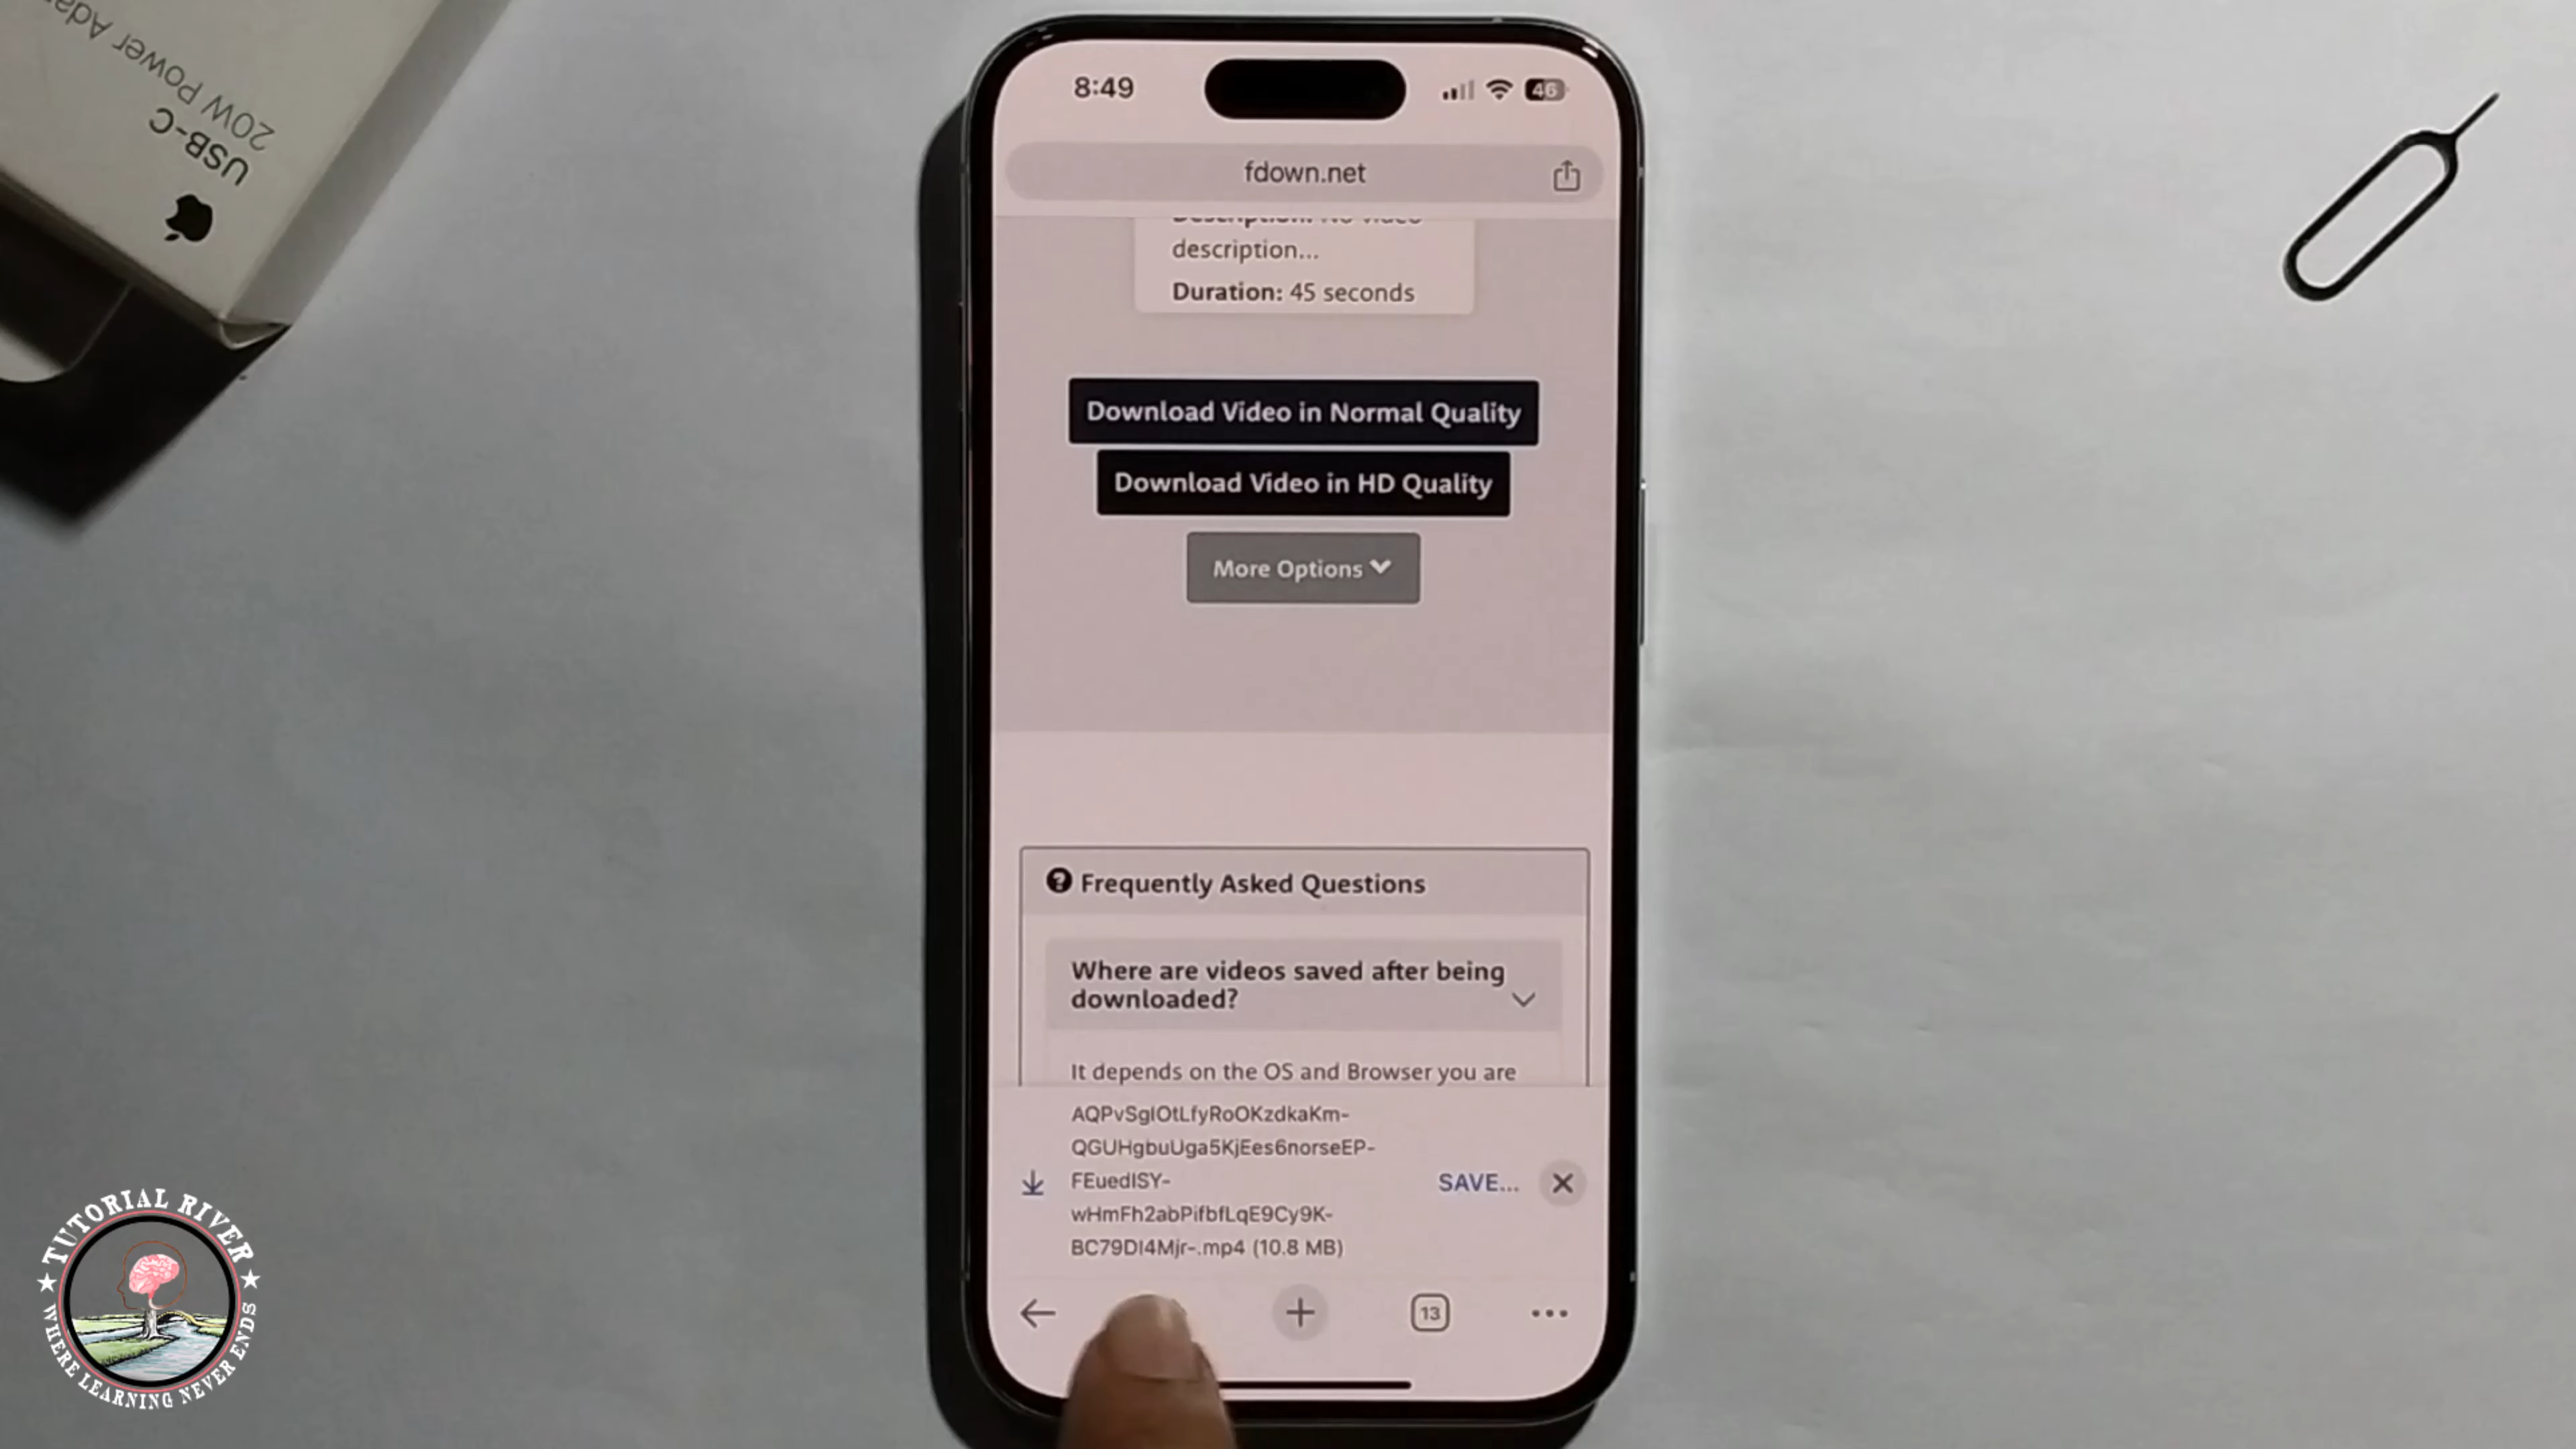 USB-C
20W Power Ada
8:49
46
fdown.net
Description: No video
description...
Duration: 45 seconds
Download Video in Normal Quality
Download Video in HD Quality
More Options
Frequently Asked Questions
Where are videos saved after being
downloaded?
It depends on the OS and Browser you are
AQPvSglOtLfyRoOKzdkaKm-
QGUHgbuUga5KjEes6norseEP-
FEuedISY-
wHmFh2abPifbfLqE9Cy9K-
BC79DI4Mjr-.mp4 (10.8 MB)
SAVE...
13
TUTORIAL RIVER
WHERE LEARNING NEVER ENDS